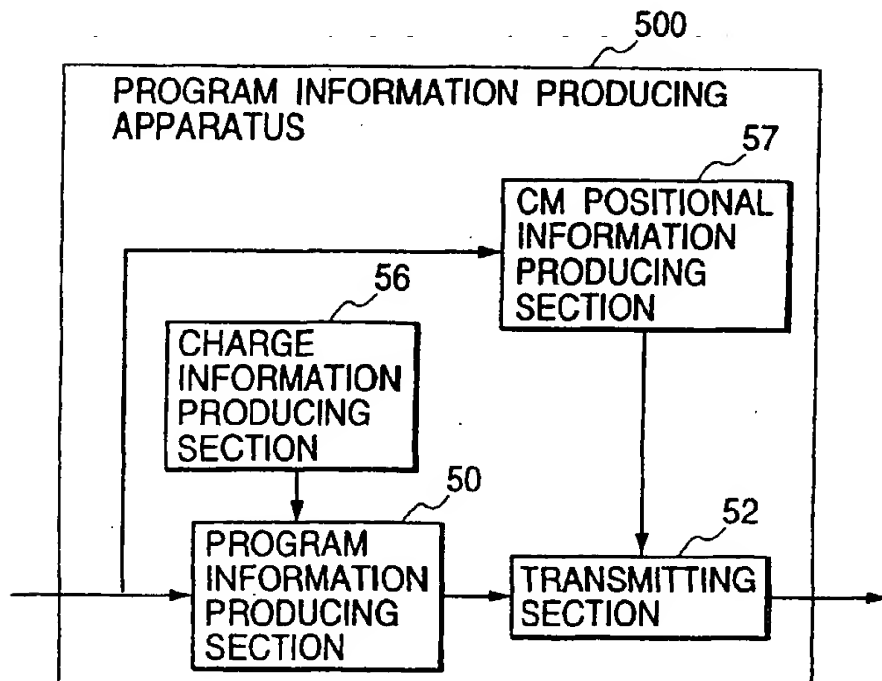 500
PROGRAM INFORMATION PRODUCING
APPARATUS
57
CM POSITIONAL
INFORMATION
PRODUCING
SECTION
56
CHARGE
INFORMATION
PRODUCING
SECTION
50
PROGRAM
INFORMATION
PRODUCING
SECTION
52
TRANSMITTING
SECTION